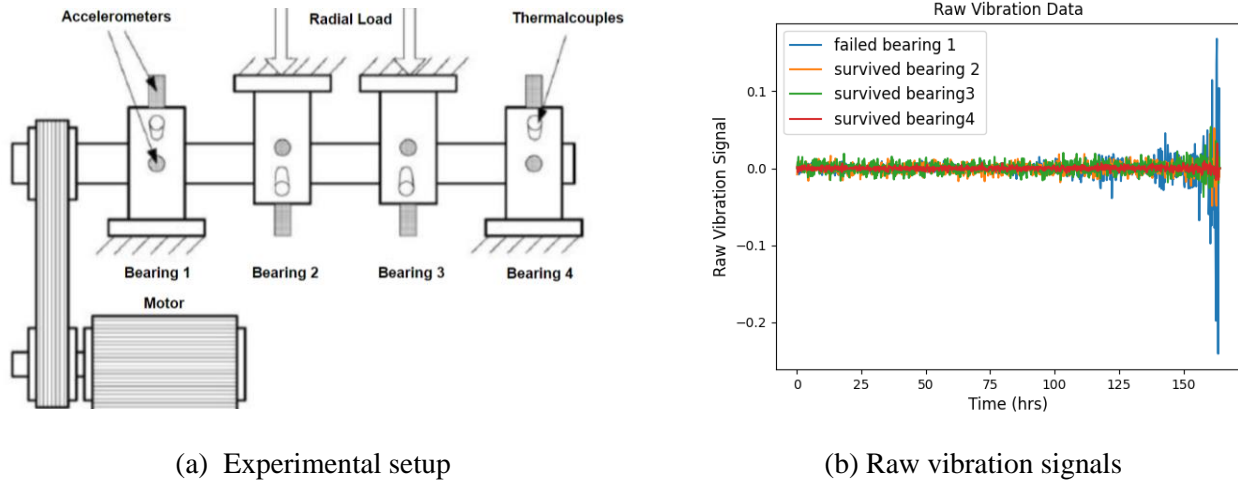 Accelerometers
Radial Load
Thermalcouples
Bearing 1
Bearing 2
Bearing 3
Bearing 4
Motor
(a) Experimental setup
Raw Vibration Data
failed bearing 1
survived bearing 2
survived bearing3
survived bearing4
Raw Vibration Signal
0.1
0.0
−0.1
−0.2
0
25
50
75
100
125
150
Time (hrs)
(b) Raw vibration signals